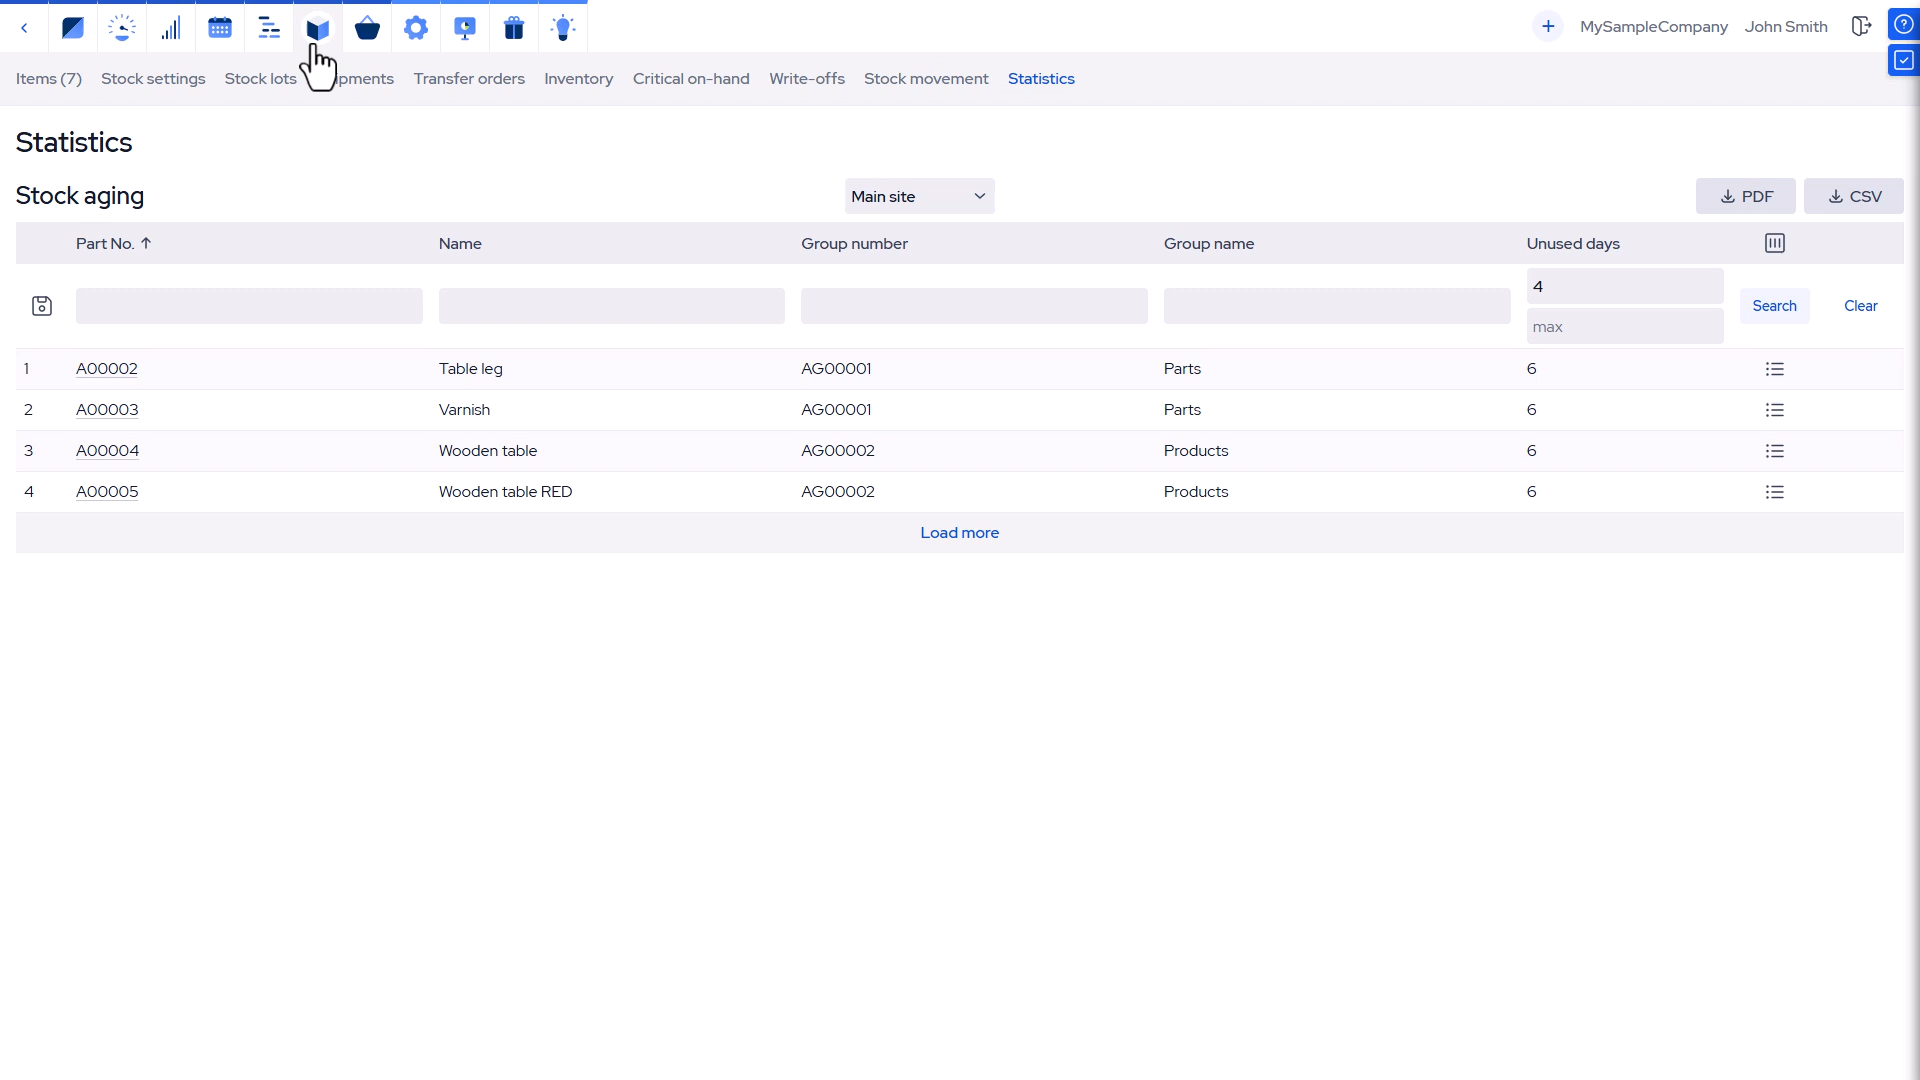 MySampleCompany John Smith
Items (7) Stock settings Stock lots pments Transfer orders Inventory Critical on-hand Write-offs Stock movement Statistics
Statistics
Stock aging Main site PDF CSV
Part No. Name Group number Group name Unused days
4
max
Search Clear
1 A00002 Table leg AG00001 Parts 6
2 A00003 Varnish AG00001 Parts 6
3 A00004 Wooden table AG00002 Products 6
4 A00005 Wooden table RED AG00002 Products 6
Load more